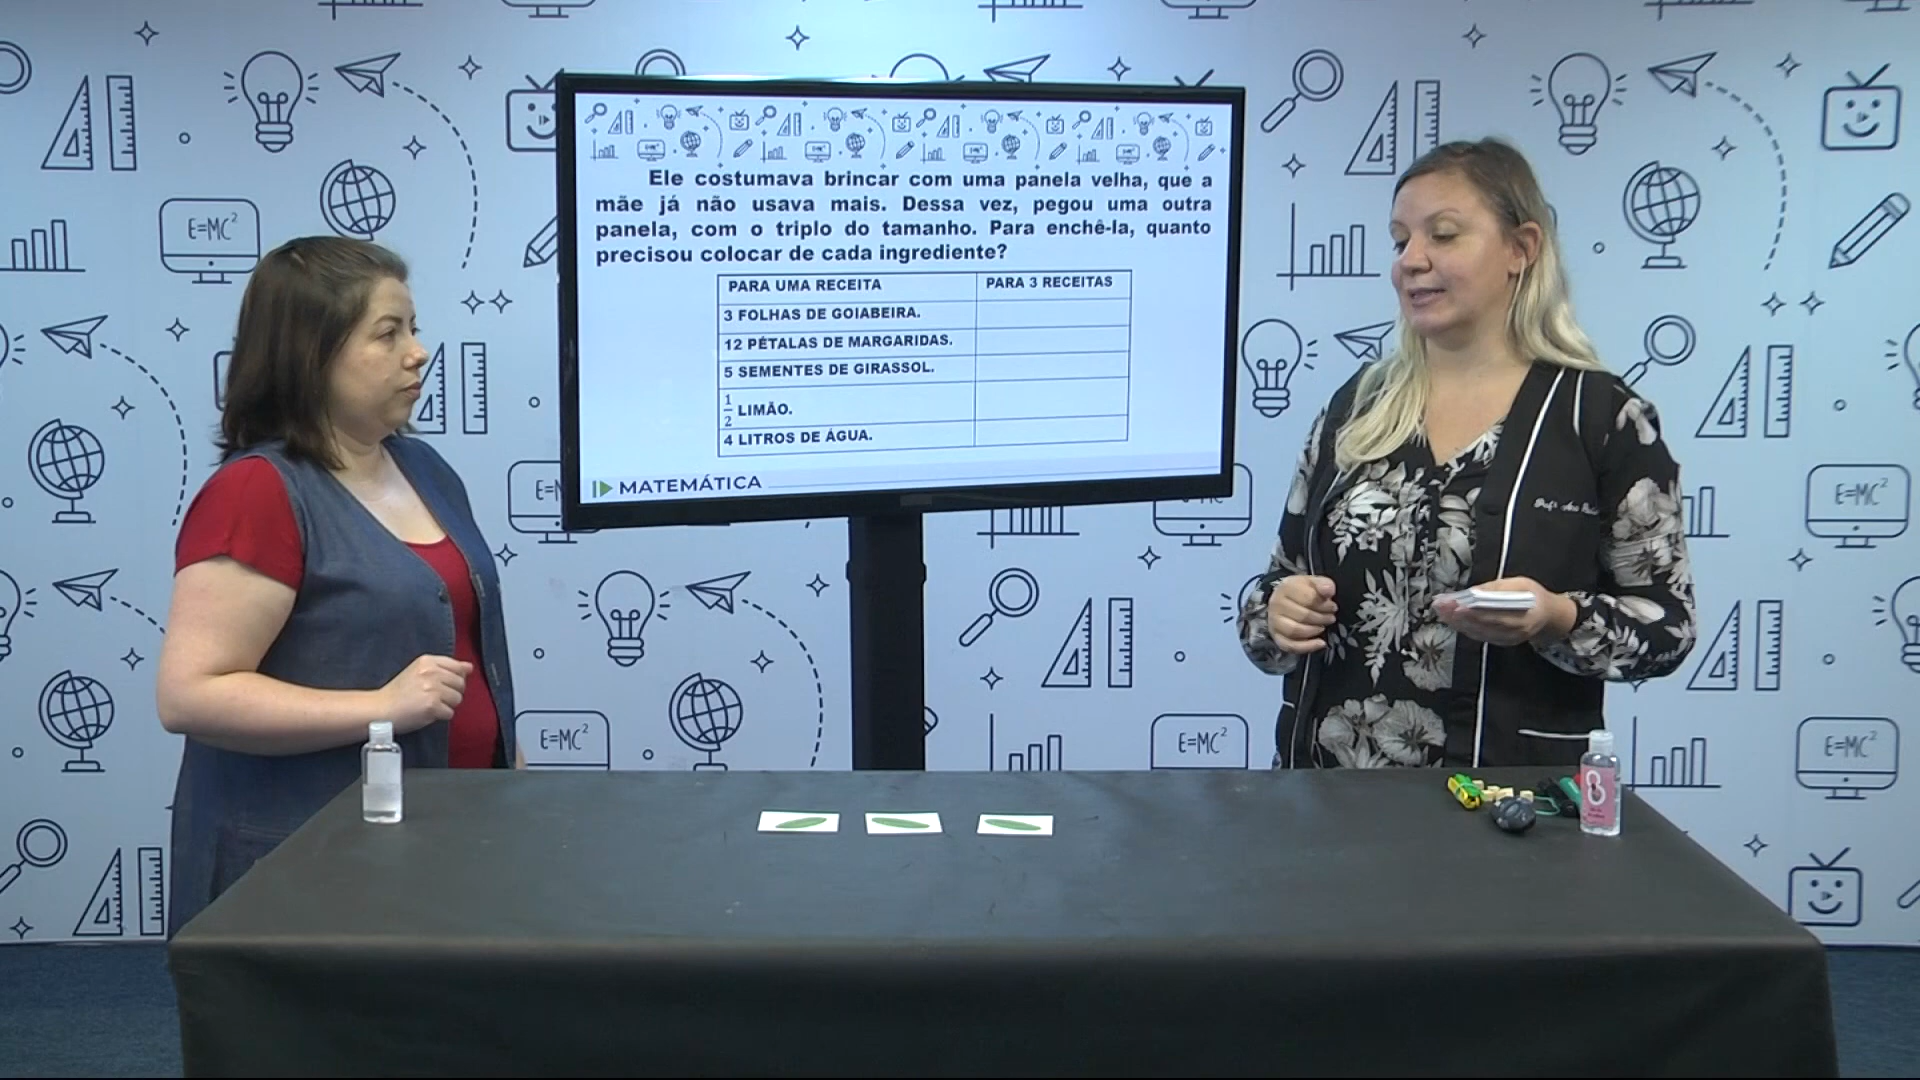 Ele costumava brincar com uma panela velha, que a
mãe já não usava mais. Dessa vez, pegou uma outra
panela, com o triplo do tamanho. Para enchê-la, quanto
precisou colocar de cada ingrediente?
PARA UMA RECEITA PARA 3 RECEITAS
3 FOLHAS DE GOIABEIRA.
12 PÉTALAS DE MARGARIDAS.
5 SEMENTES DE GIRASSOL.
1/2 LIMÃO.
4 LITROS DE ÁGUA.
MATEMÁTICA
E=MC²
E=MC²
E=MC²
E=MC²
E=MC²
Profª Ana